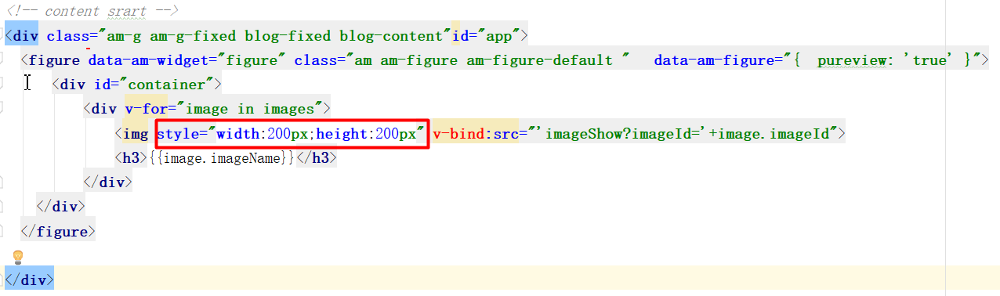 <!-- content srart -->
<div class="am-g am-g-fixed blog-fixed blog-content"id="app">
<figure data-am-widget="figure" class="am am-figure am-figure-default "   data-am-figure="{  pureview: 'true' }">
<div id="container">
<div v-for="image in images">
<img style="width:200px;height:200px" v-bind:src="'imageShow?imageId='+image.imageId">
<h3>{{image.imageName}}</h3>
</div>
</div>
</figure>
</div>